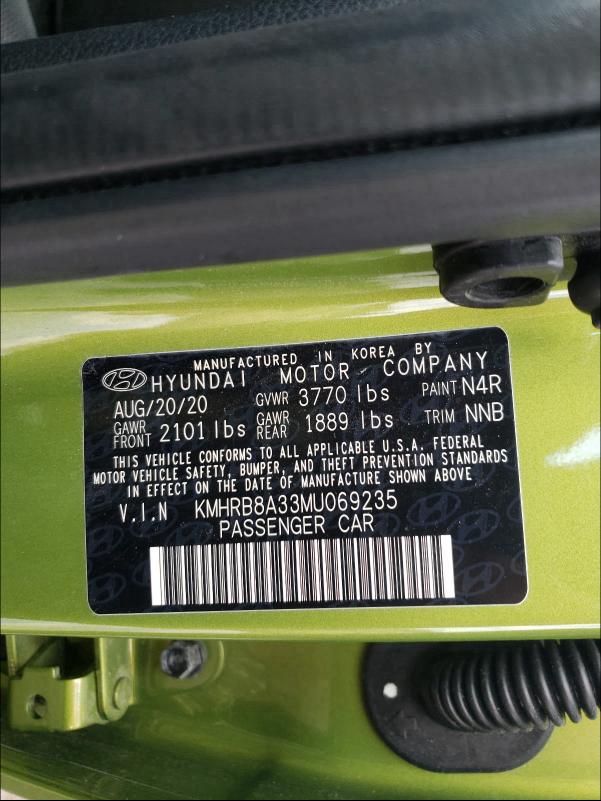 MANUFACTURED IN KOREA BY
HYUNDAI MOTOR COMPANY
AUG/20/20 GVWR 3770 lbs PAINT N4R
GAWR FRONT 2101 lbs GAWR REAR 1889 lbs TRIM NNB
THIS VEHICLE CONFORMS TO ALL APPLICABLE U.S.A. FEDERAL
MOTOR VEHICLE SAFETY, BUMPER, AND THEFT PREVENTION STANDARDS
IN EFFECT ON THE DATE OF MANUFACTURE SHOWN ABOVE
V.I.N KMHRB8A33MU069235
PASSENGER CAR